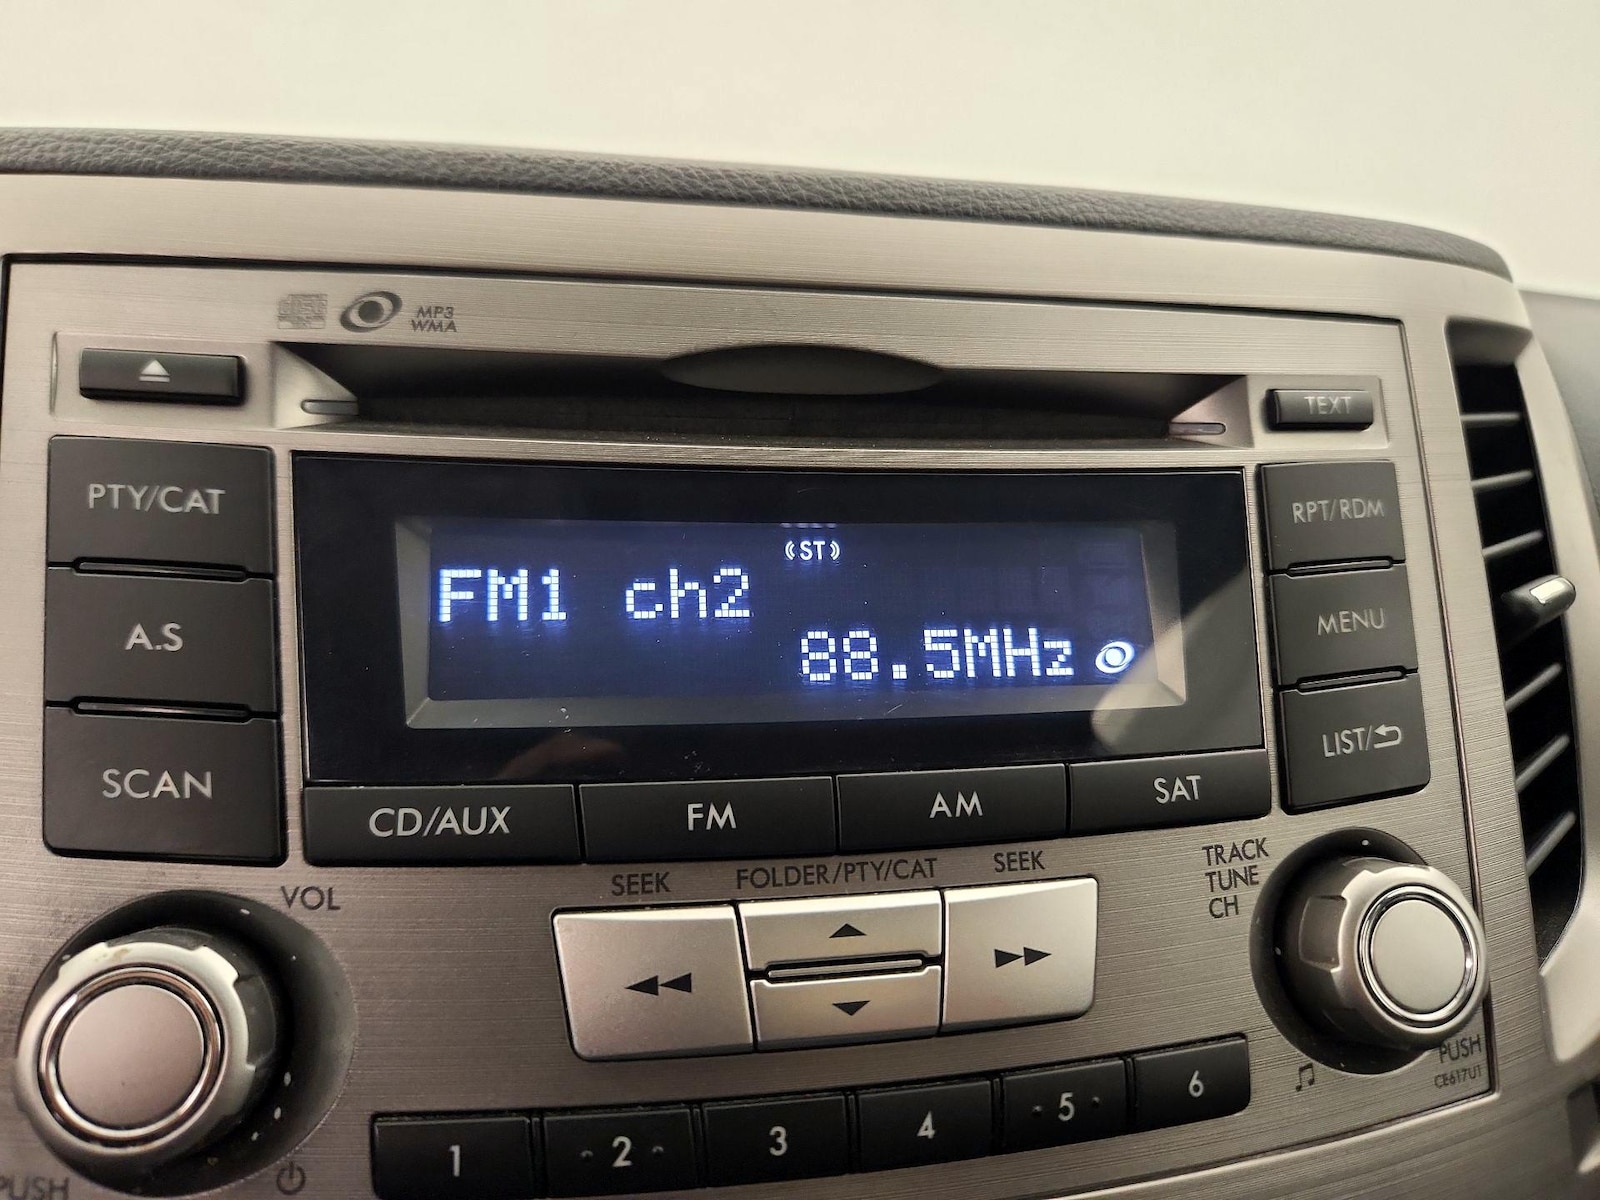 MP3
WMA
TEXT
PTY/CAT
RPT/RDM
(ST)
FM1 ch2
A.S
MENU
88.5MHz
SCAN
LIST/
CD/AUX
FM
AM
SAT
VOL
SEEK
FOLDER/PTY/CAT
SEEK
TRACK
TUNE
CH
PUSH
CE617U1
1
2
3
4
5
6
PUSH